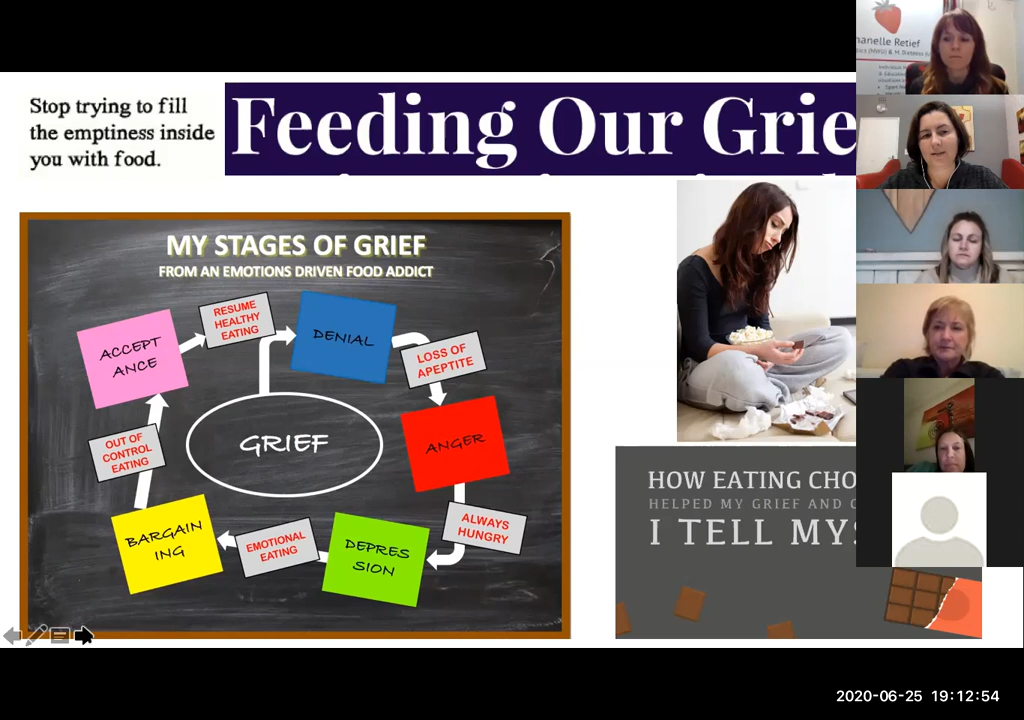 Stop trying to fill
the emptiness inside
you with food.
Feeding Our Grie
MY STAGES OF GRIEF
FROM AN EMOTIONS DRIVEN FOOD ADDICT
RESUME
HEALTHY
EATING
DENIAL
LOSS OF
APEPTITE
ACCEPT
ANCE
ANGER
GRIEF
OUT OF
CONTROL
EATING
ALWAYS
HUNGRY
BARGAIN
ING
EMOTIONAL
EATING
DEPRES
SION
HOW EATING CHO
HELPED MY GRIEF AND O
I TELL MYS
anelle Retief
2020-06-25 19:12:54